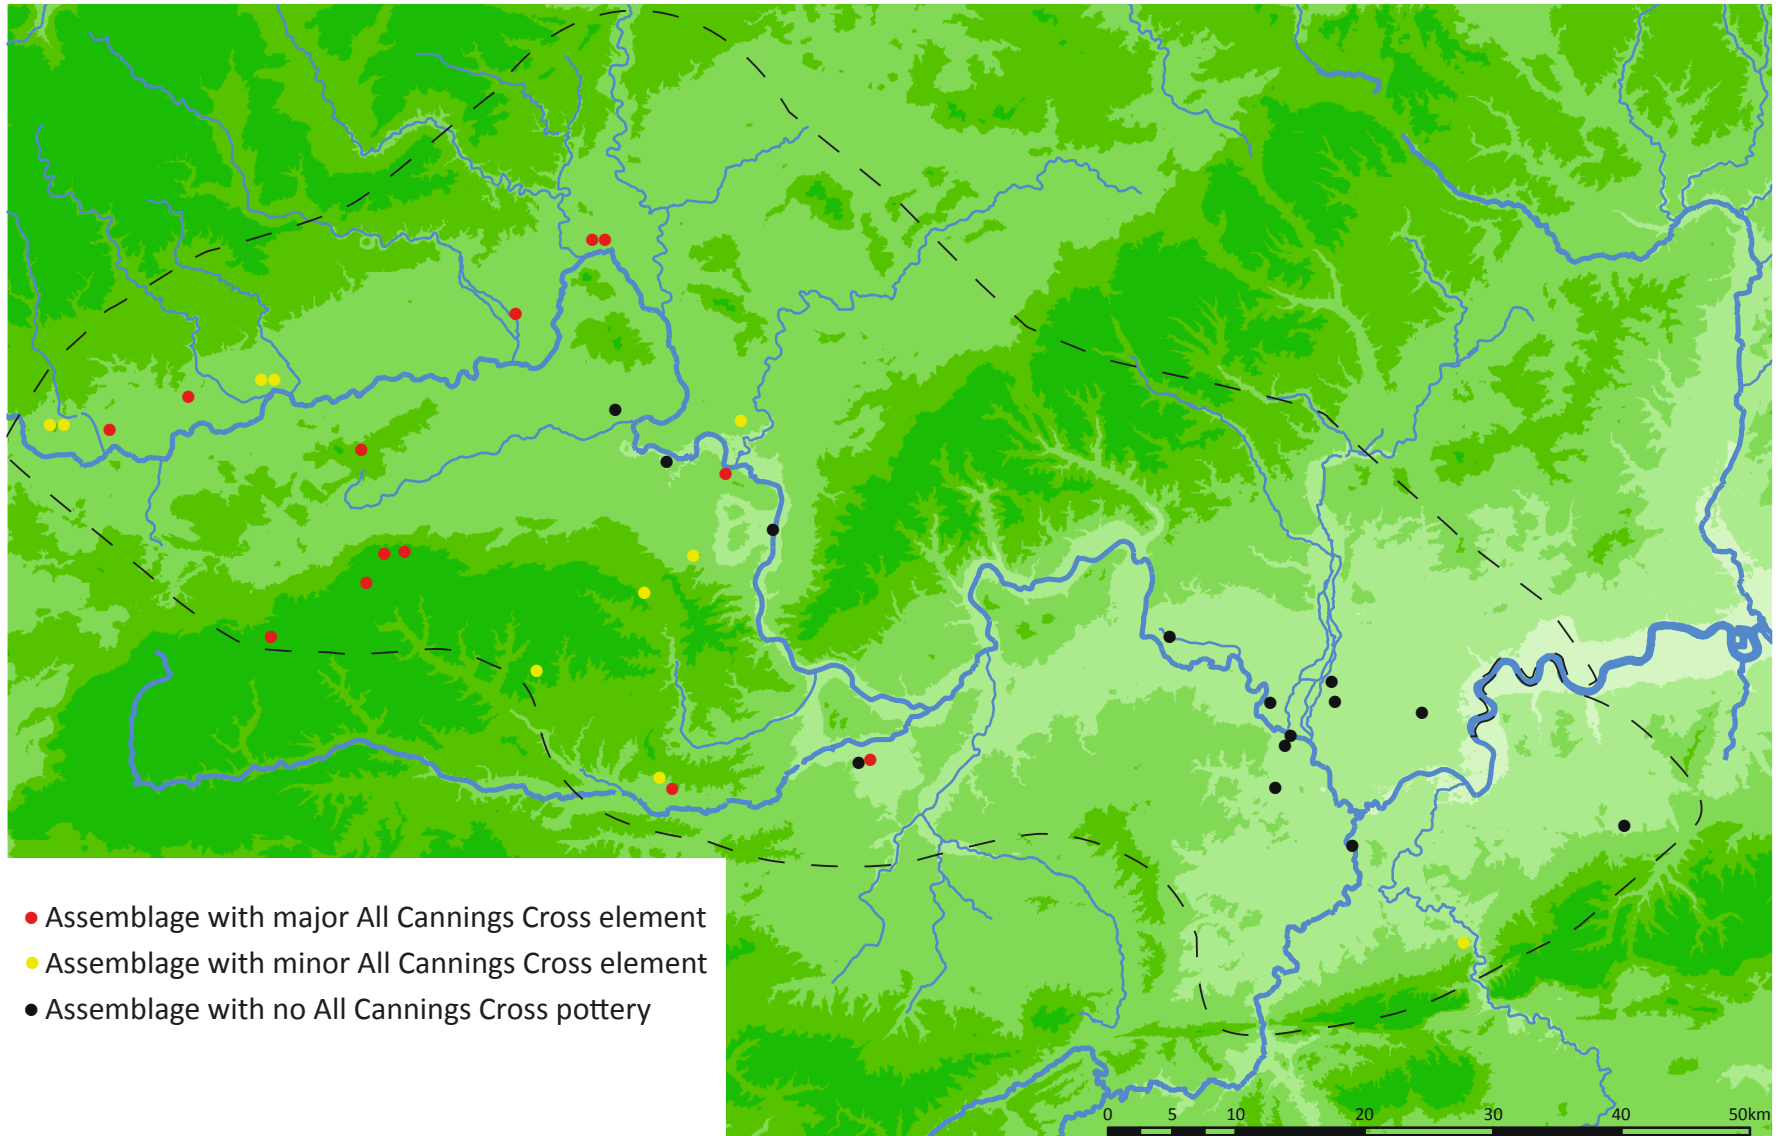 Assemblage with major All Cannings Cross element
Assemblage with minor All Cannings Cross element
Assemblage with no All Cannings Cross pottery
0 5 10 20 30 40 50km